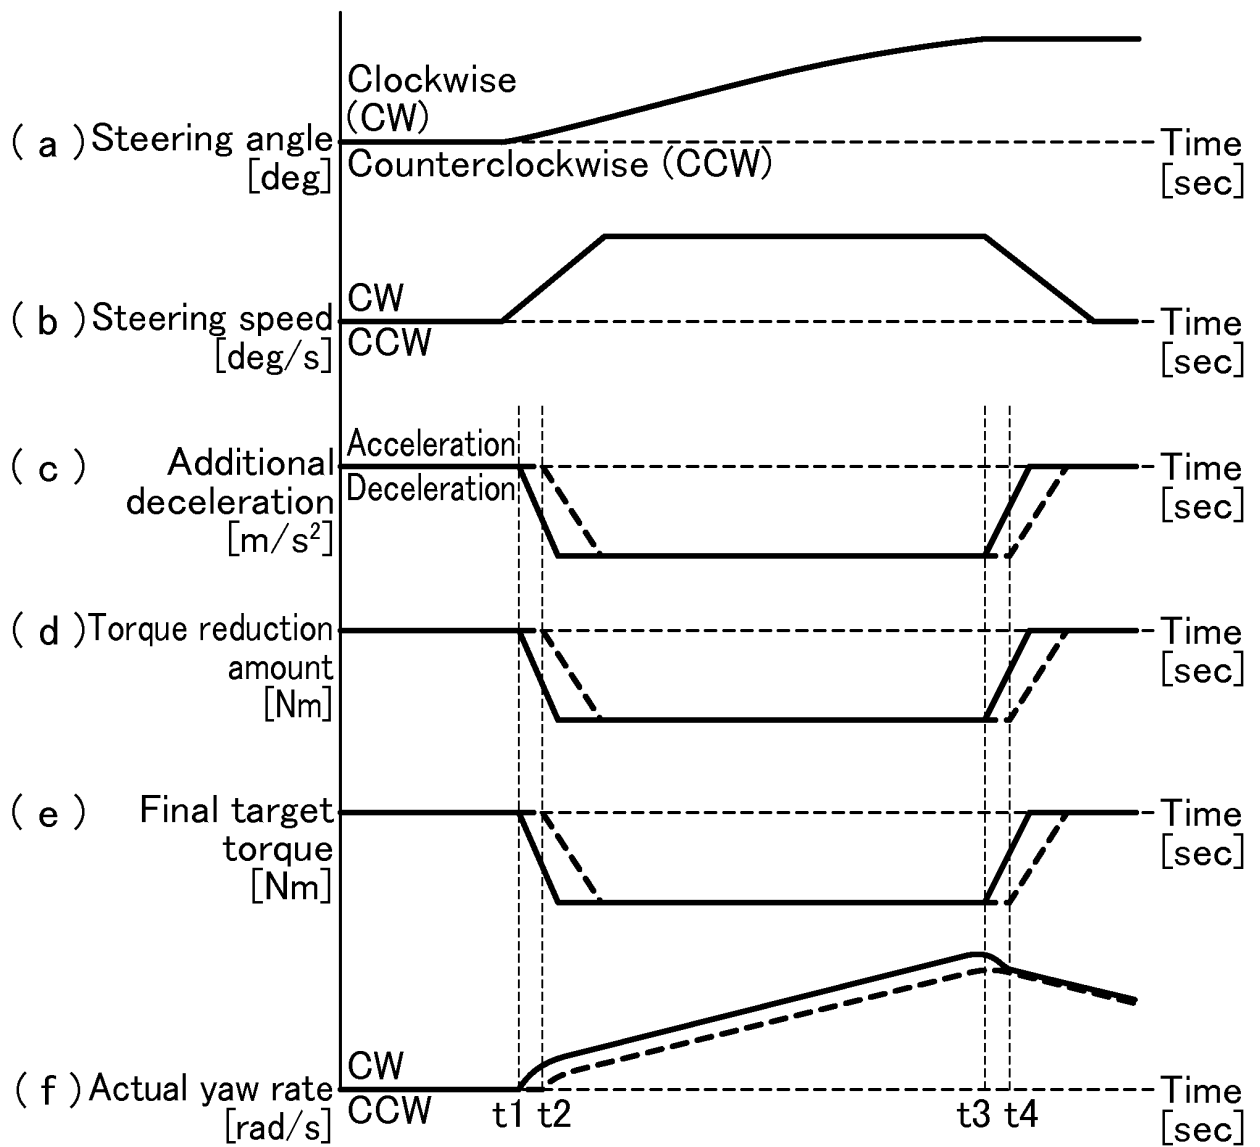 Clockwise
(CW)
( a ) Steering angle
[deg]
Counterclockwise (CCW)
Time
[sec]
CW
( b ) Steering speed
[deg/s]
CCW
Time
[sec]
Acceleration
( c ) Additional
deceleration
[m/s²]
Deceleration
Time
[sec]
( d ) Torque reduction
amount
[Nm]
Time
[sec]
( e ) Final target
torque
[Nm]
Time
[sec]
CW
( f ) Actual yaw rate
[rad/s]
CCW
t1 t2 t3 t4
Time
[sec]